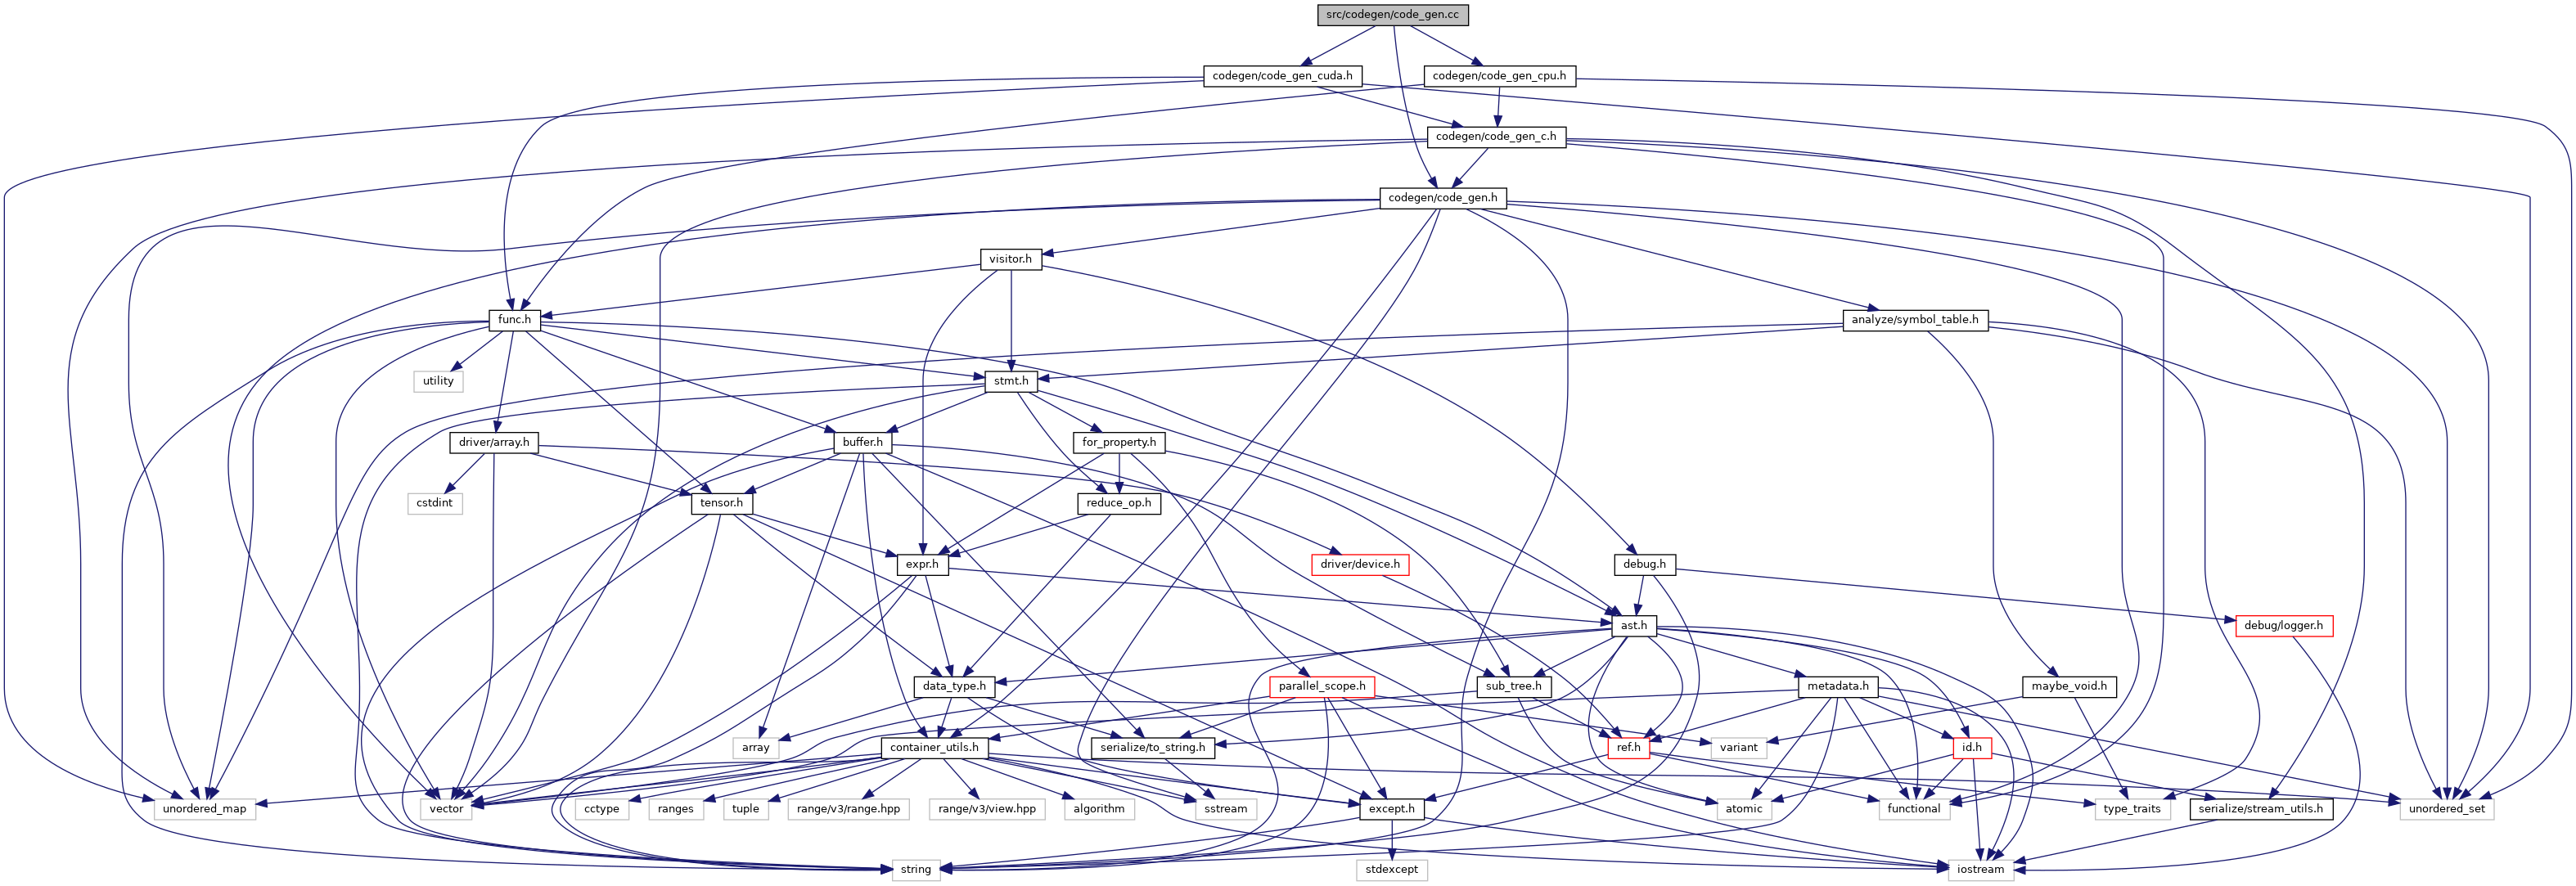 src/codegen/code_gen.cc
codegen/code_gen_cuda.h
codegen/code_gen_cpu.h
codegen/code_gen_c.h
codegen/code_gen.h
visitor.h
func.h
analyze/symbol_table.h
utility
stmt.h
driver/array.h
buffer.h
for_property.h
cstdint
tensor.h
reduce_op.h
expr.h
driver/device.h
debug.h
ast.h
debug/logger.h
data_type.h
parallel_scope.h
sub_tree.h
metadata.h
maybe_void.h
array
container_utils.h
serialize/to_string.h
variant
ref.h
id.h
unordered_map
vector
cctype
ranges
tuple
range/v3/range.hpp
range/v3/view.hpp
algorithm
sstream
except.h
atomic
functional
type_traits
serialize/stream_utils.h
unordered_set
string
stdexcept
iostream